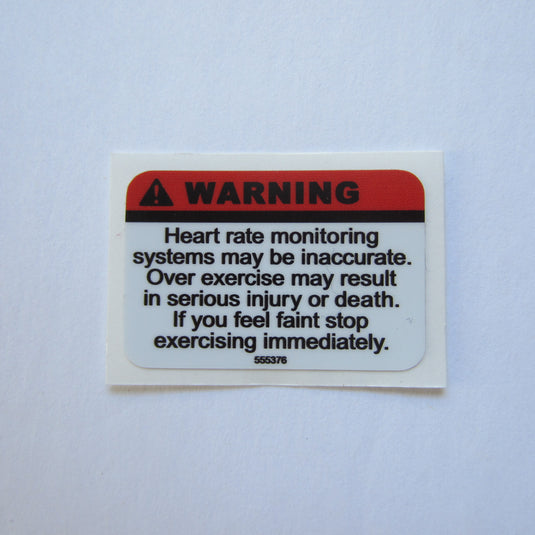 WARNING
Heart rate monitoring
systems may be inaccurate.
Over exercise may result
in serious injury or death.
If you feel faint stop
exercising immediately.
555376